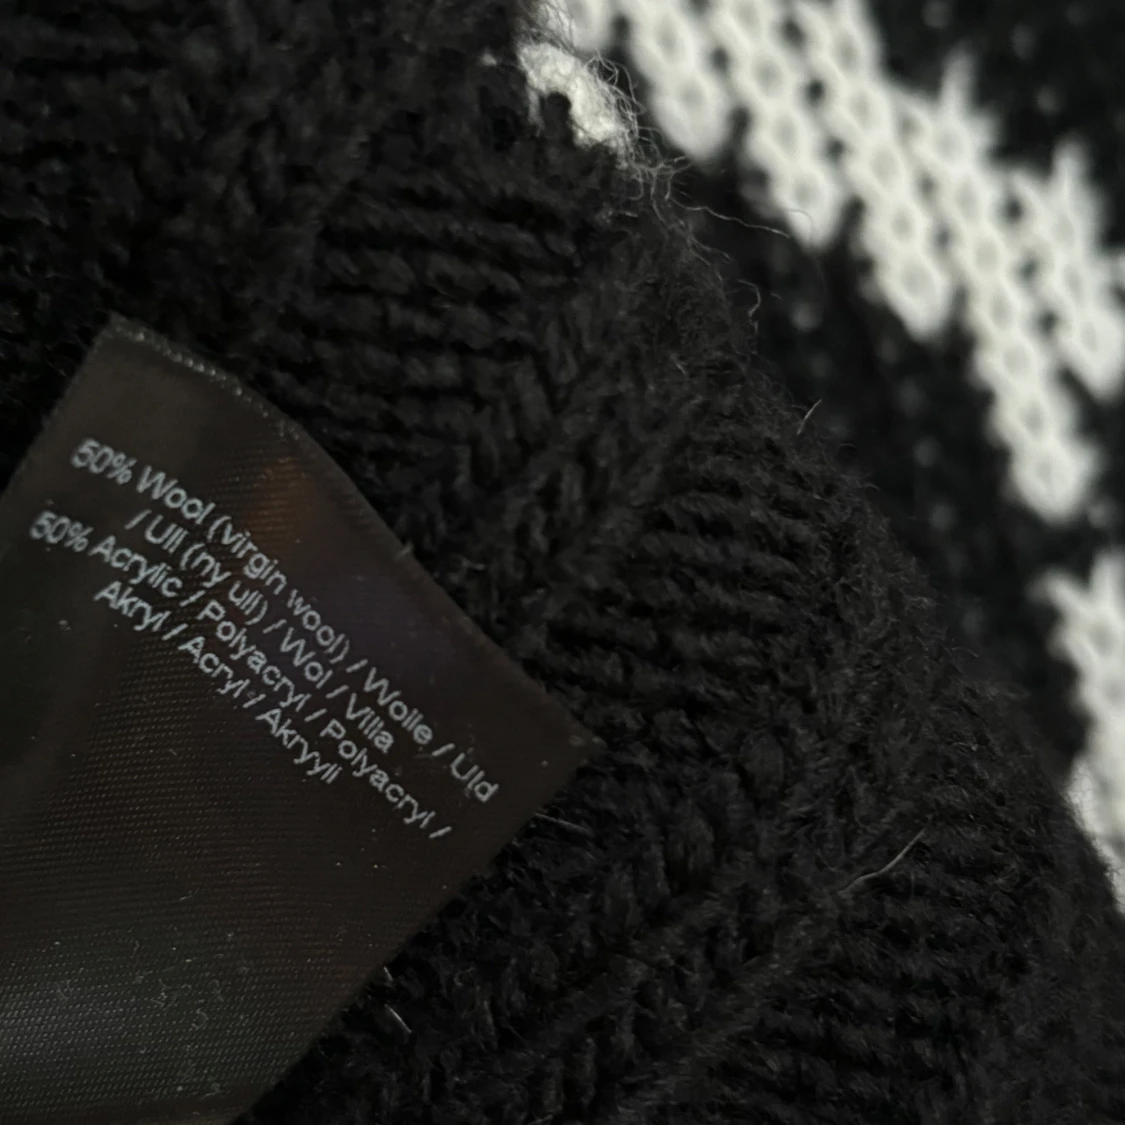 50% Wool (virgin wool) / Wolle / Uld
/ Ull (ny ull) / Wol / Villa
50% Acrylic / Polyacryl / Polyacryl /
Akryl / Acryl / Akryyli